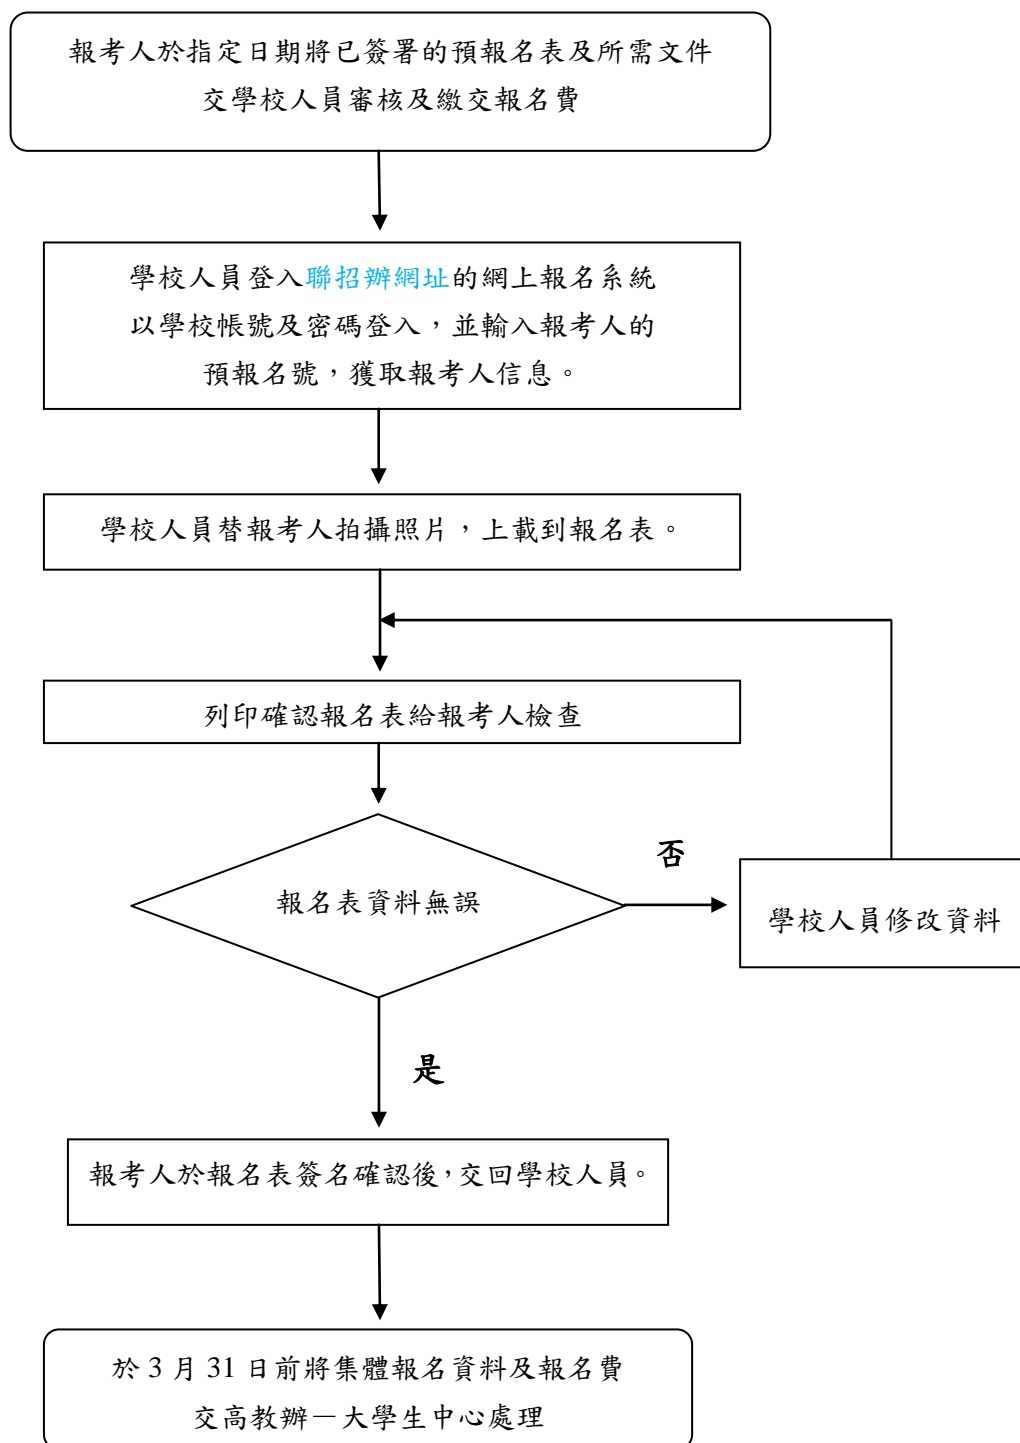 報考人於指定日期將已簽署的預報名表及所需文件
交學校人員審核及繳交報名費
學校人員登入聯招辦網址的網上報名系統
以學校帳號及密碼登入，並輸入報考人的
預報名號，獲取報考人信息。
學校人員替報考人拍攝照片，上載到報名表。
列印確認報名表給報考人檢查
報名表資料無誤
否
學校人員修改資料
是
報考人於報名表簽名確認後，交回學校人員。
於 3 月 31 日前將集體報名資料及報名費
交高教辦－大學生中心處理